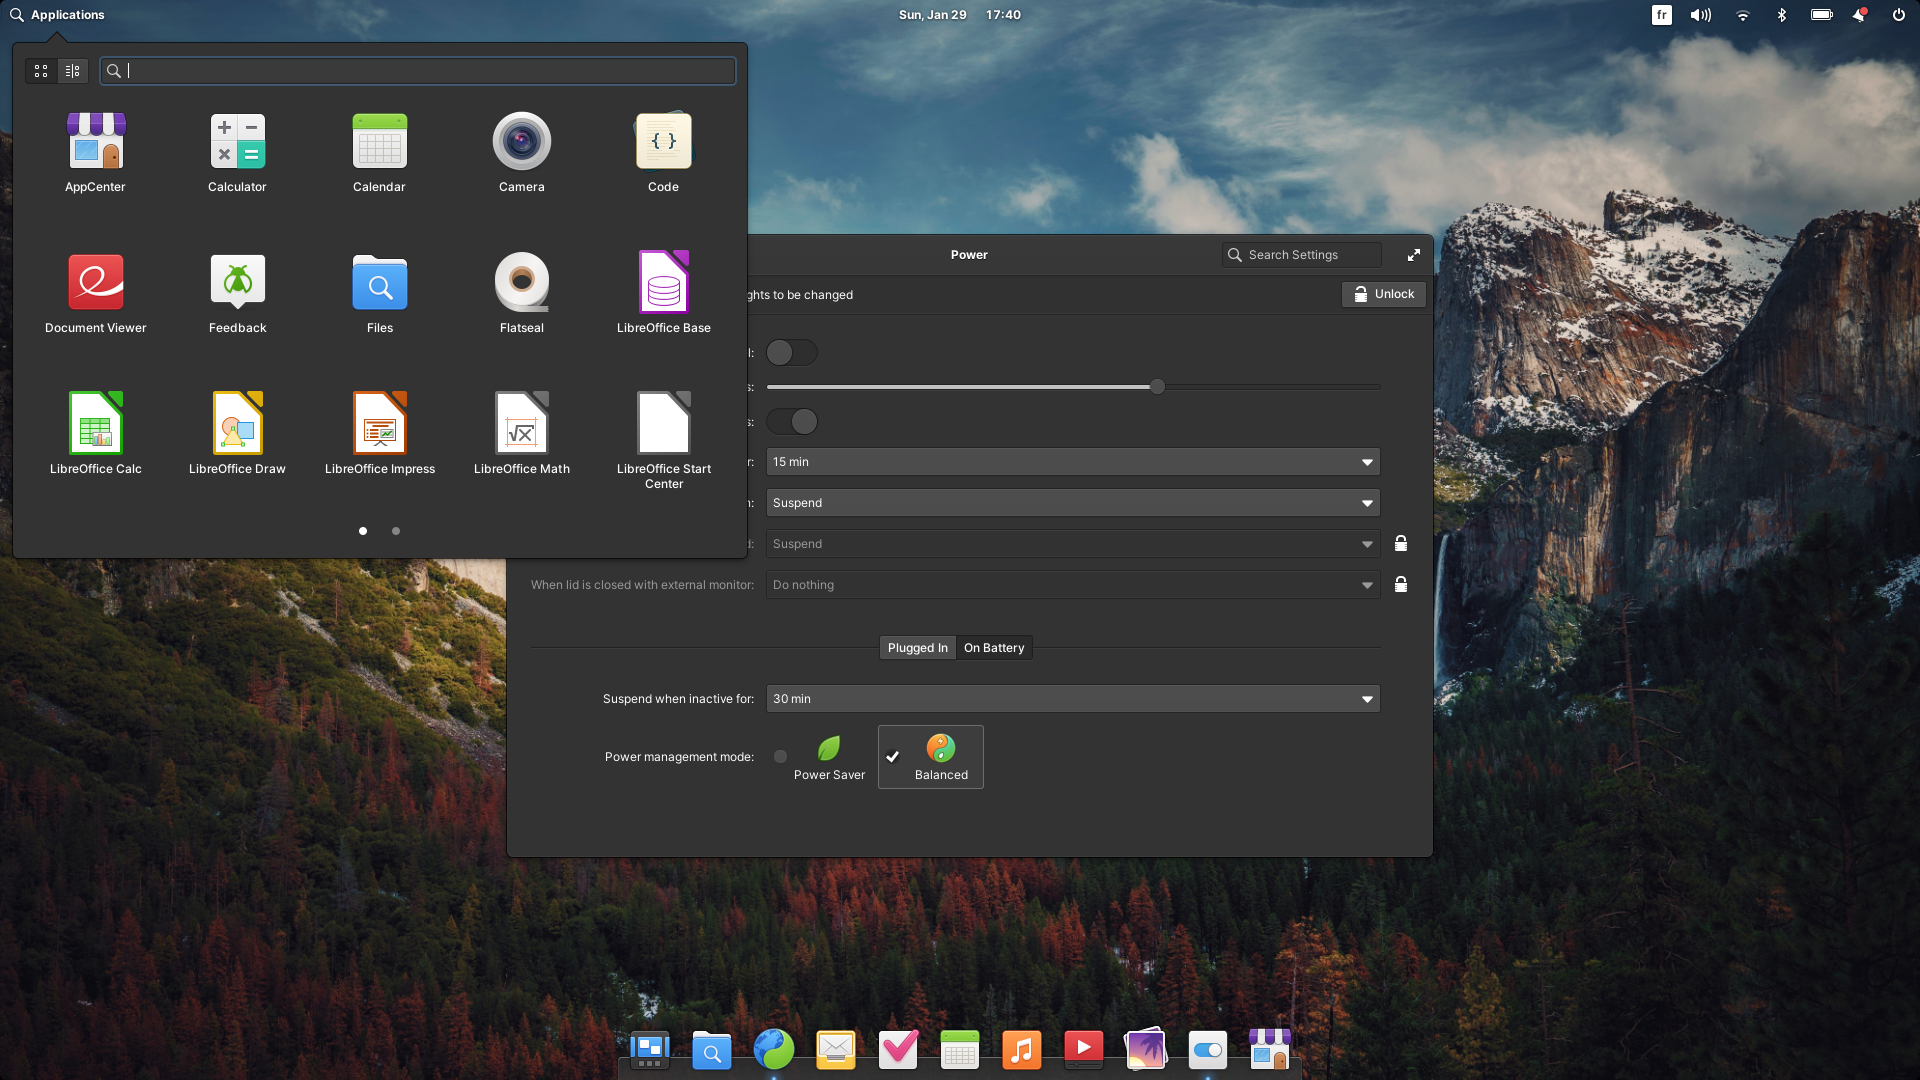 Applications
Sun, Jan 29 17:40
fr
AppCenter
Calculator
Calendar
Camera
Code
Document Viewer
Feedback
Files
Flatseal
LibreOffice Base
LibreOffice Calc
LibreOffice Draw
LibreOffice Impress
LibreOffice Math
LibreOffice Start
Center
Power
Search Settings
to be changed
Unlock
15 min
Suspend
Suspend
When lid is closed with external monitor: Do nothing
Plugged In On Battery
Suspend when inactive for: 30 min
Power management mode:
Power Saver
Balanced